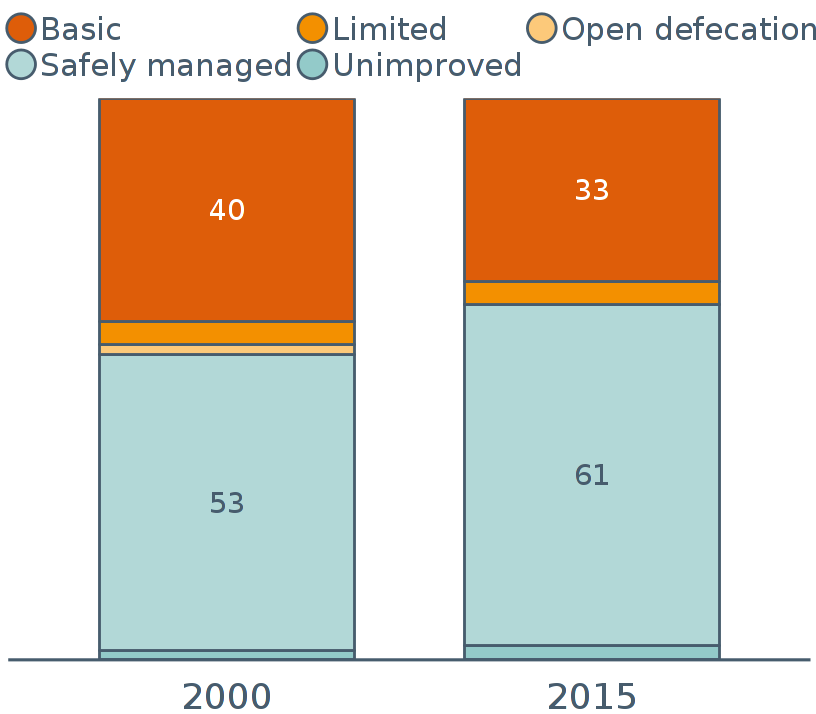 Basic Limited Open defecation
Safely managed Unimproved
40 33
53 61
2000 2015